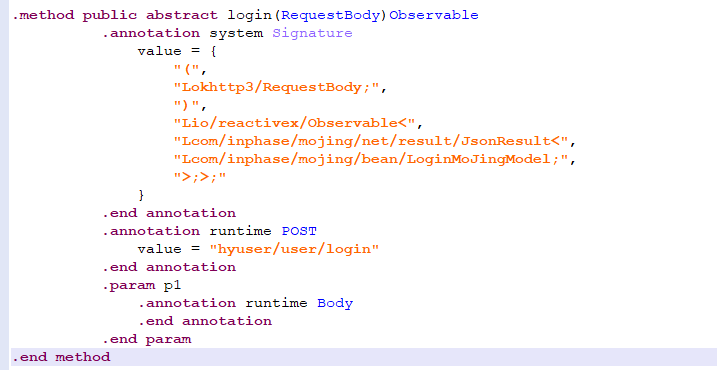 .method public abstract login(RequestBody)Observable
.annotation system Signature
value = {
"(",
"Lokhttp3/RequestBody;",
")",
"Lio/reactivex/Observable<",
"Lcom/inphase/mojing/net/result/JsonResult<",
"Lcom/inphase/mojing/bean/LoginMoJingModel;",
">;>;"
}
.end annotation
.annotation runtime POST
value = "hyuser/user/login"
.end annotation
.param p1
.annotation runtime Body
.end annotation
.end param
.end method